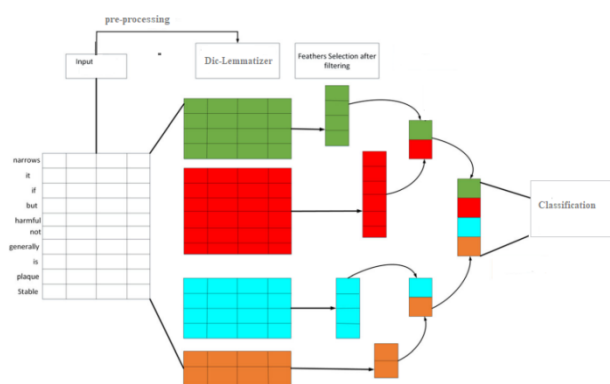 pre-processing
Input
Dic-Lemmatizer
Feathers Selection after
filtering
narrows
it
if
but
harmful
not
generally
is
plaque
Stable
Classification